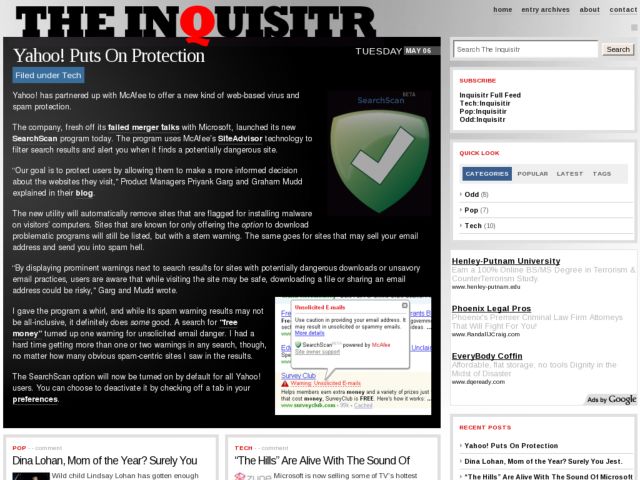 THE INQUISITR
home entry archives about contact
Yahoo! Puts On Protection
TUESDAY MAY 06
Filed under Tech
Yahoo! has partnered up with McAfee to offer a new kind of web-based virus and
spam protection.
The company, fresh off its failed merger talks with Microsoft, launched its new
SearchScan program today. The program uses McAfee's SiteAdvisor technology to
filter search results and alert you when it finds a potentially dangerous site.
"Our goal is to protect users by allowing them to make a more informed decision
about the websites they visit," Product Managers Priyank Garg and Graham Mudd
explained in their blog.
The new utility will automatically remove sites that are flagged for installing malware
on visitors' computers. Sites that are known for only offering the option to download
problematic programs will still be listed, but with a stern warning. The same goes for sites that may sell your email
address and send you into spam hell.
"By displaying prominent warnings next to search results for sites with potentially dangerous downloads or unsavory
email practices, users are aware that while visiting the site may be safe, downloading a file or sharing an email
address could be risky," Garg and Mudd wrote.
I gave the program a whirl, and while its spam warning results may not
be all-inclusive, it definitely does some good. A search for "free
money" turned up one warning for unsolicited email danger. I had a
hard time getting more than one or two warnings in any search, though,
no matter how many obvious spam-centric sites I saw in the results.
The SearchScan option will now be turned on by default for all Yahoo!
users. You can choose to deactivate it by checking off a tab in your
preferences.
BETA
SearchScan
Unsolicited E-mails
Use caution in providing your email address. It
may result in unsolicited or spammy emails.
More details
SearchScan BETA powered by McAfee
Site owner support
Survey Club
Warning: Unsolicited E-mails
Helps members earn extra money and a variety of prizes just
that cost money, SurveyClub is FREE. Here's how it works: ...
www.surveyclub.com - 36k - Cached
Search The Inquisitr
Search
SUBSCRIBE
Inquisitr Full Feed
Tech:Inquisitr
Pop:Inquisitr
Odd:Inquisitr
QUICK LOOK
CATEGORIES POPULAR LATEST TAGS
Odd (8)
Pop (7)
Tech (10)
Henley-Putnam University
Earn a 100% Online BS/MS Degree in Terrorism &
CounterTerrorism Study.
www.henley-putnam.edu
Phoenix Legal Pros
Phoenix's Premier Criminal Law Firm Attorneys
That Will Fight For You!
www.RandallJCraig.com
EveryBody Coffin
Affordable, flat storage, no tools Dignity in the
Midst of Disaster
www.dqeready.com
Ads by Google
RECENT POSTS
Yahoo! Puts On Protection
Dina Lohan, Mom of the Year? Surely You Jest.
"The Hills" Are Alive With The Sound Of Microsoft
POP - - comment
Dina Lohan, Mom of the Year? Surely You
Wild child Lindsay Lohan has gotten enough
TECH - - comment
"The Hills" Are Alive With The Sound Of
ZUNE
Microsoft is now selling some of TV's hottest